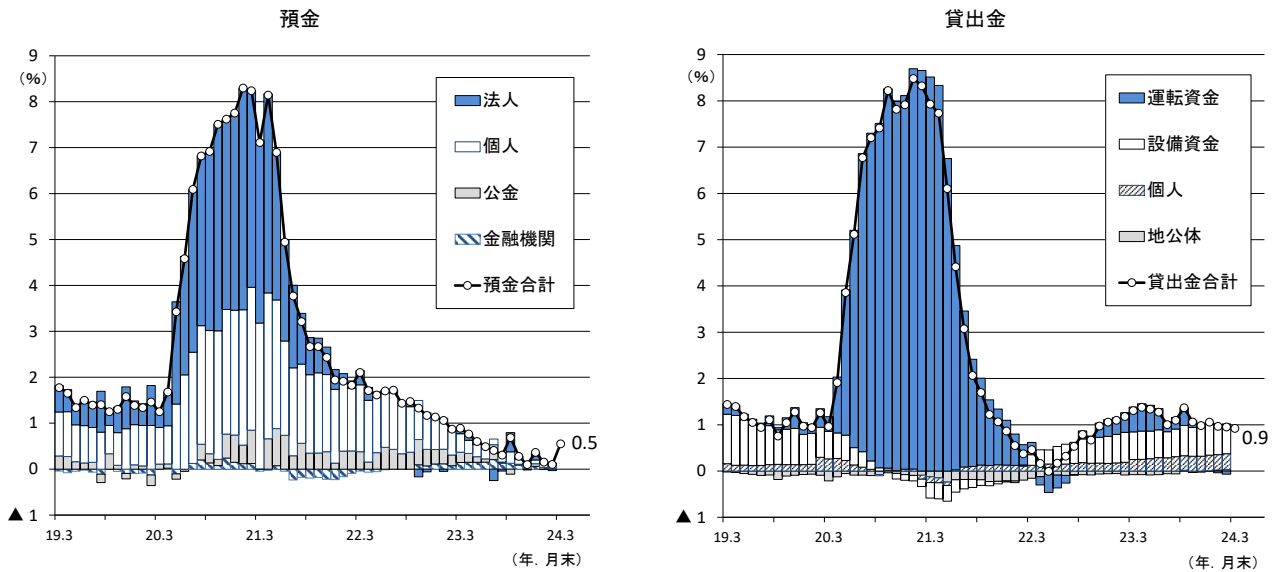 預金
9
(%)
8
7
6
5
4
3
2
1
0
▲ 1
法人
個人
公金
金融機関
預金合計
0.5
19.3
20.3
21.3
22.3
23.3
24.3
(年. 月末)
貸出金
9
(%)
8
7
6
5
4
3
2
1
0
▲ 1
運転資金
設備資金
個人
地公体
貸出金合計
0.9
19.3
20.3
21.3
22.3
23.3
24.3
(年. 月末)